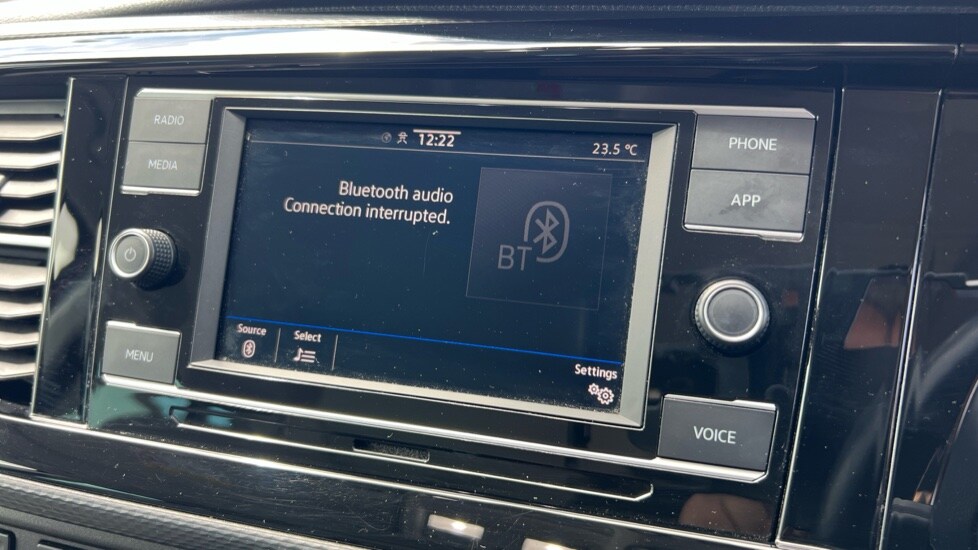 RADIO
MEDIA
MENU
12:22
23.5 °C
Bluetooth audio
Connection interrupted.
BT
Source
Select
Settings
PHONE
APP
VOICE